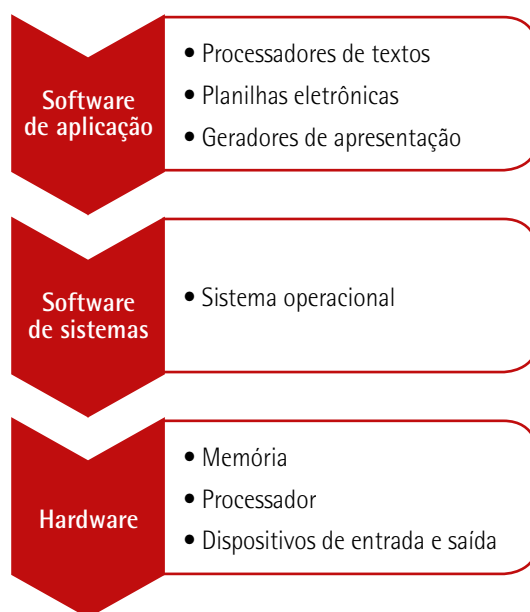 Software
de aplicação
• Processadores de textos
• Planilhas eletrônicas
• Geradores de apresentação
Software
de sistemas
• Sistema operacional
Hardware
• Memória
• Processador
• Dispositivos de entrada e saída